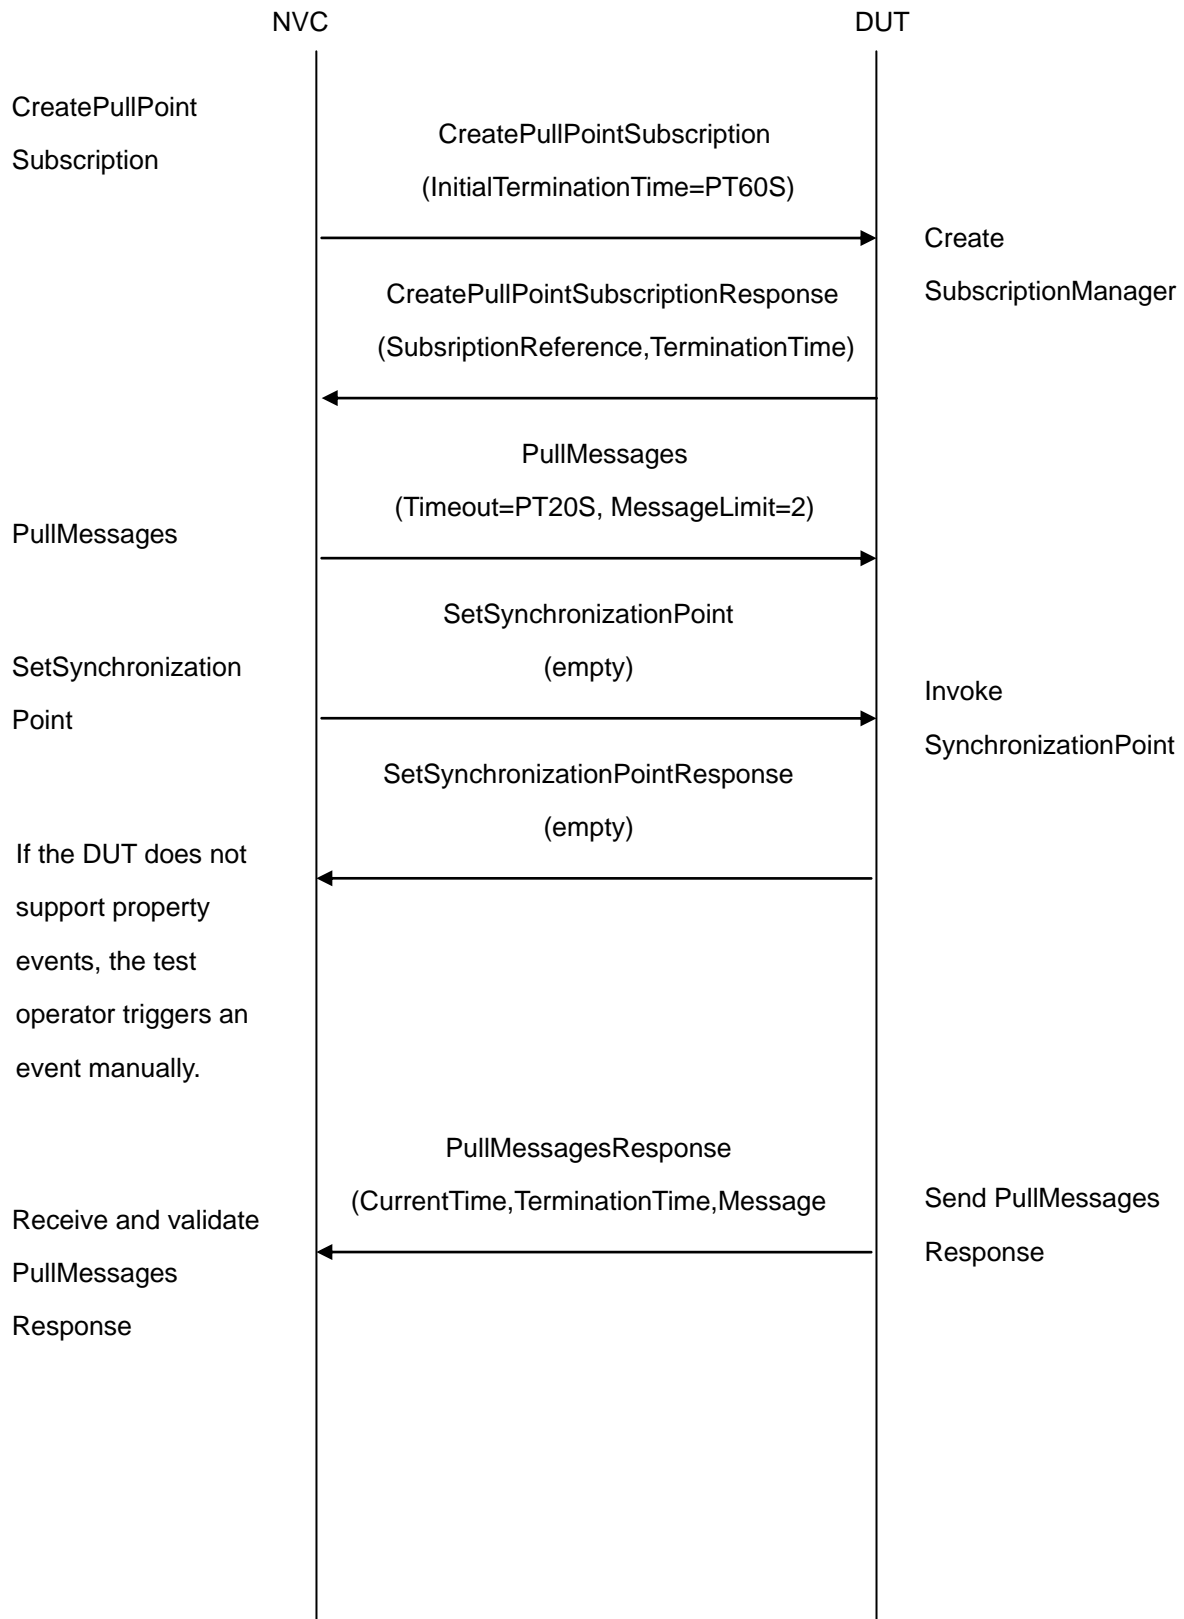 NVC
DUT
CreatePullPoint
Subscription
CreatePullPointSubscription
(InitialTerminationTime=PT60S)
Create
SubscriptionManager
CreatePullPointSubscriptionResponse
(SubsriptionReference,TerminationTime)
PullMessages
(Timeout=PT20S, MessageLimit=2)
PullMessages
SetSynchronizationPoint
(empty)
SetSynchronization
Point
Invoke
SynchronizationPoint
SetSynchronizationPointResponse
(empty)
If the DUT does not
support property
events, the test
operator triggers an
event manually.
PullMessagesResponse
(CurrentTime,TerminationTime,Message
Send PullMessages
Response
Receive and validate
PullMessages
Response